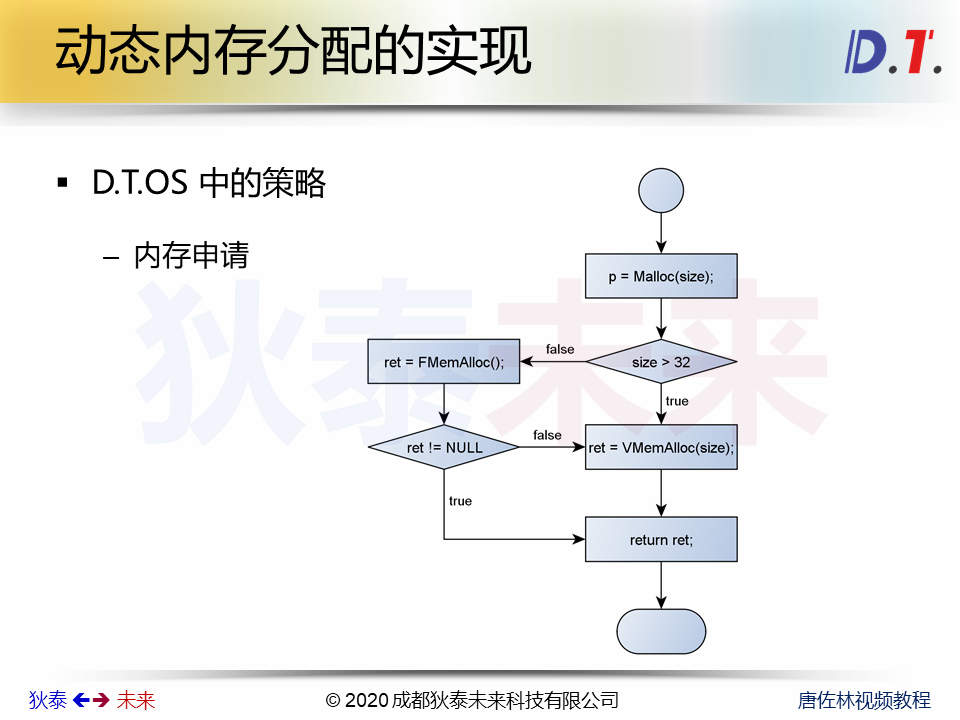 动态内存分配的实现
D.T.
D.T.OS 中的策略
– 内存申请
狄泰未来
p = Malloc(size);
size > 32
false
true
ret = FMemAlloc();
ret != NULL
false
true
ret = VMemAlloc(size);
return ret;
狄泰 未来
© 2020 成都狄泰未来科技有限公司
唐佐林视频教程